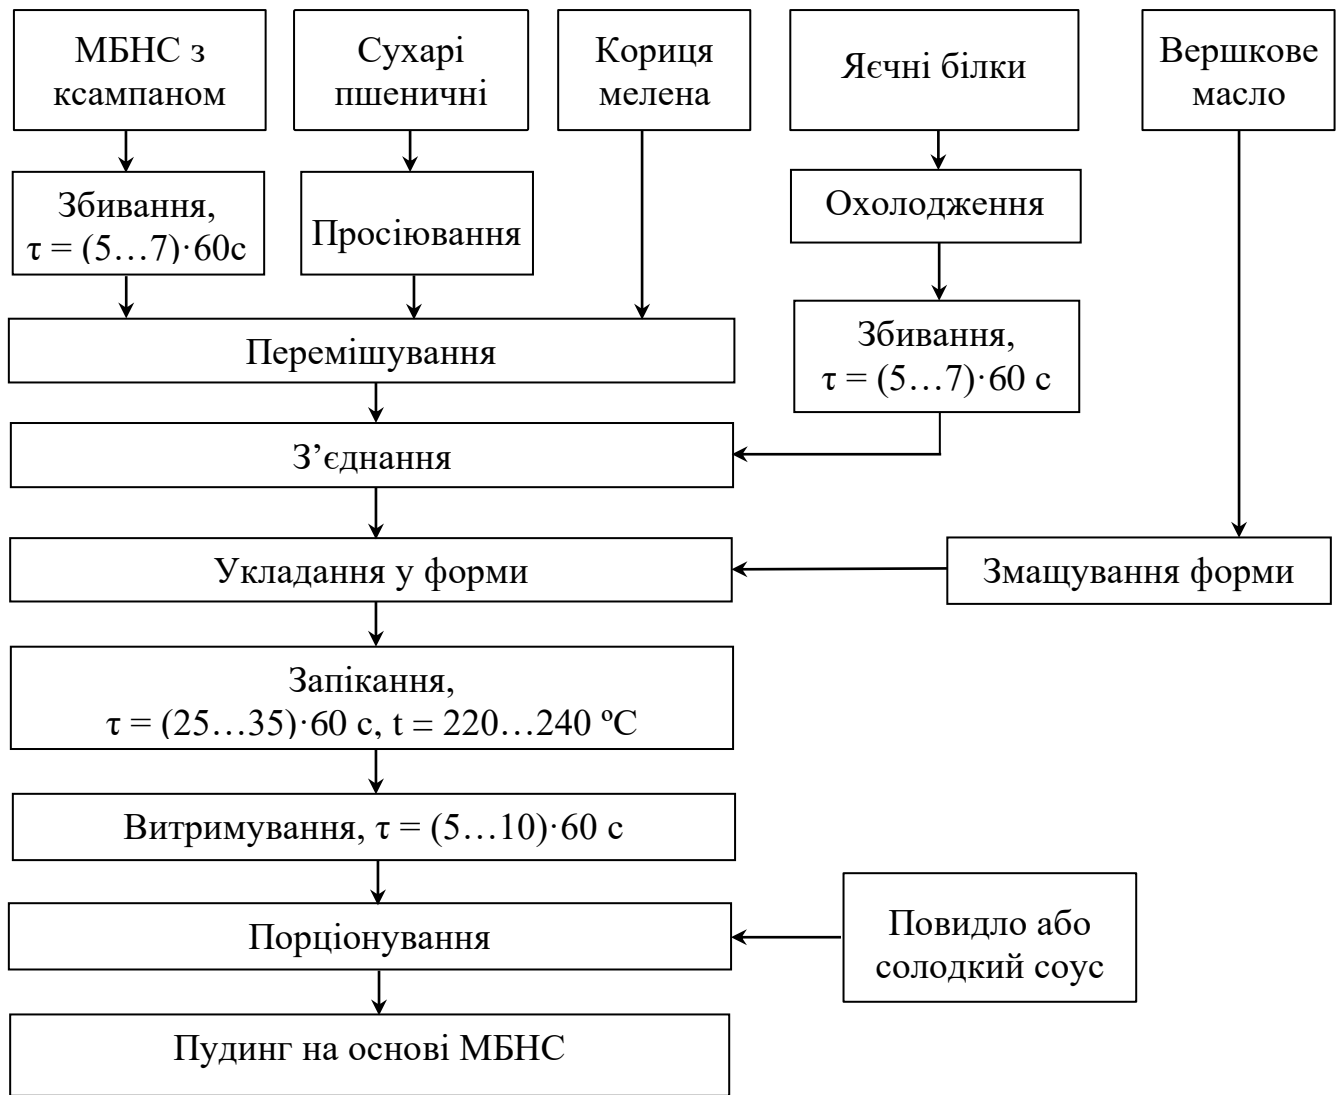 МБНС з
ксампаном
Сухарі
пшеничні
Кориця
мелена
Яєчні білки
Вершкове
масло
Збивання,
τ = (5…7)·60с
Просіювання
Охолодження
Збивання,
τ = (5…7)·60 с
Перемішування
З’єднання
Укладання у форми
Змащування форми
Запікання,
τ = (25…35)·60 с, t = 220…240 ºС
Витримування, τ = (5…10)·60 с
Порціонування
Повидло або
солодкий соус
Пудинг на основі МБНС